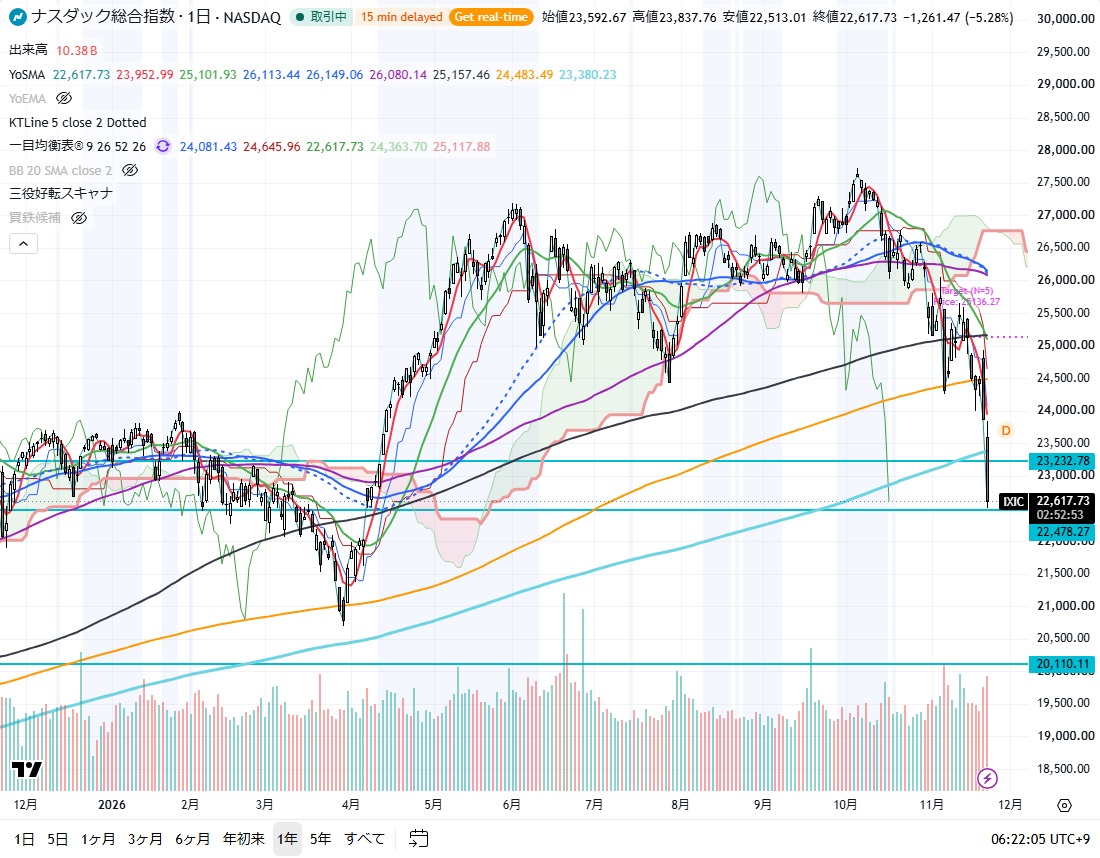 ナスダック総合指数 · 1日 · NASDAQ 取引中 15 min delayed Get real-time 始値23,592.67 高値23,837.76 安値22,513.01 終値22,617.73 −1,261.47 (−5.28%)
出来高 10.38 B
YoSMA 22,617.73 23,952.99 25,101.93 26,113.44 26,149.06 26,080.14 25,157.46 24,483.49 23,380.23
YoEMA
KTLine 5 close 2 Dotted
一目均衡表® 9 26 52 26 24,081.43 24,645.96 22,617.73 24,363.70 25,117.88
BB 20 SMA close 2
三役好転スキャナ
買鉄候補
30,000.00
29,500.00
29,000.00
28,500.00
28,000.00
27,500.00
27,000.00
26,500.00
26,000.00
25,500.00
25,000.00
24,500.00
24,000.00
23,500.00
23,232.78
23,000.00
IXIC 22,617.73
02:52:53
22,478.27
22,000.00
21,500.00
21,000.00
20,500.00
20,110.11
20,000.00
19,500.00
19,000.00
18,500.00
Target (N=5)
D
12月 2026 2月 3月 4月 5月 6月 7月 8月 9月 10月 11月 12月
1日 5日 1ヶ月 3ヶ月 6ヶ月 年初来 1年 5年 すべて 06:22:05 UTC+9